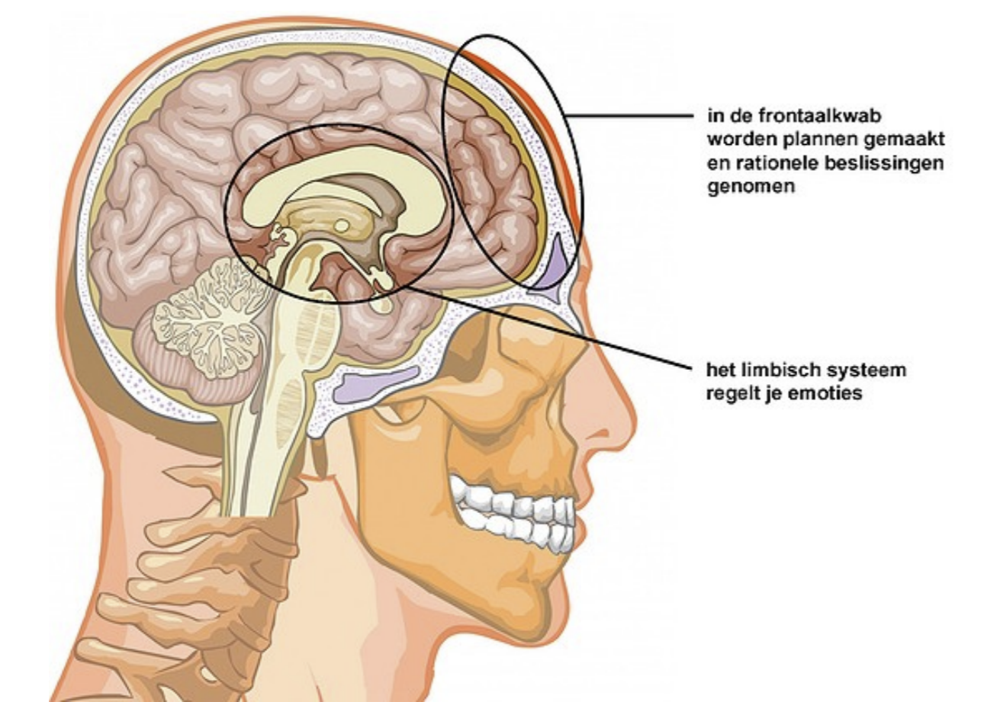 in de frontaalkwab
worden plannen gemaakt
en rationele beslissingen
genomen
het limbisch systeem
regelt je emoties